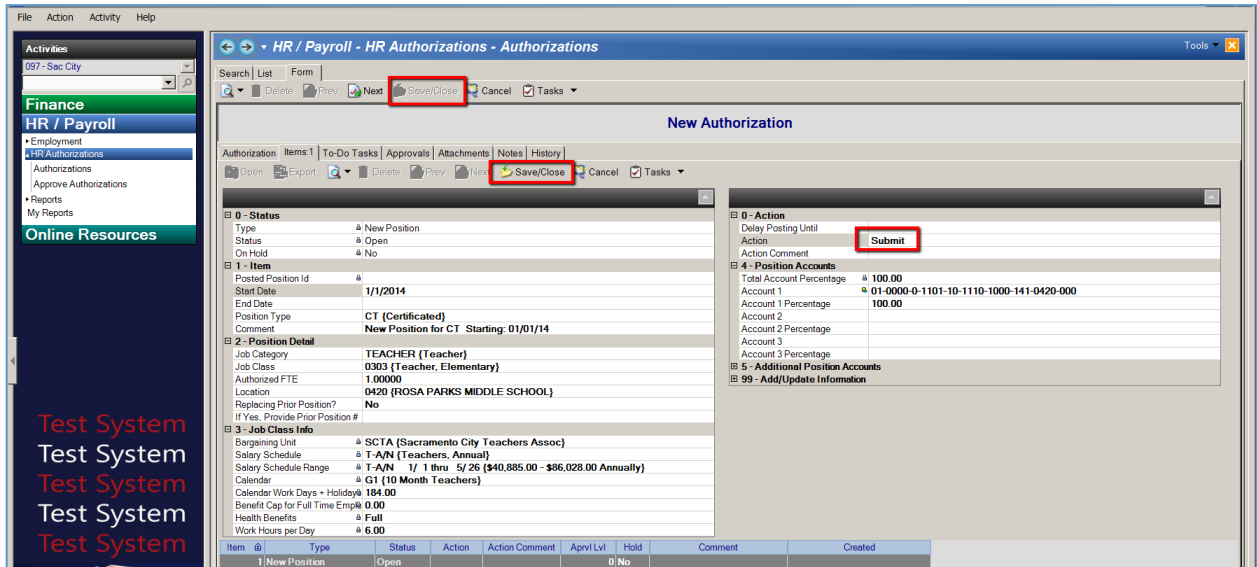 File Action Activity Help
Activities
097 - Sac City
Finance
HR / Payroll
Employment
HR Authorizations
Authorizations
Approve Authorizations
Reports
My Reports
Online Resources
Test System
Test System
Test System
Test System
Test System
HR / Payroll - HR Authorizations - Authorizations Tools
Search List Form
Delete Prev Next Save/Close Cancel Tasks
New Authorization
Authorization Items:1 To-Do Tasks Approvals Attachments Notes History
Open Export Delete Prev Next Save/Close Cancel Tasks
0 - Status
Type New Position
Status Open
On Hold No
1 - Item
Posted Position Id
Start Date 1/1/2014
End Date
Position Type CT {Certificated}
Comment New Position for CT Starting: 01/01/14
2 - Position Detail
Job Category TEACHER {Teacher}
Job Class 0303 {Teacher, Elementary}
Authorized FTE 1.00000
Location 0420 {ROSA PARKS MIDDLE SCHOOL}
Replacing Prior Position? No
If Yes, Provide Prior Position #
3 - Job Class Info
Bargaining Unit SCTA {Sacramento City Teachers Assoc}
Salary Schedule T-A/N {Teachers, Annual}
Salary Schedule Range T-A/N 1/ 1 thru 5/ 26 {$40,885.00 - $86,028.00 Annually}
Calendar G1 {10 Month Teachers}
Calendar Work Days + Holidays 184.00
Benefit Cap for Full Time Empl 0.00
Health Benefits Full
Work Hours per Day 6.00
0 - Action
Delay Posting Until
Action Submit
Action Comment
4 - Position Accounts
Total Account Percentage 100.00
Account 1 01-0000-0-1101-10-1110-1000-141-0420-000
Account 1 Percentage 100.00
Account 2
Account 2 Percentage
Account 3
Account 3 Percentage
5 - Additional Position Accounts
99 - Add/Update Information
Item Type Status Action Action Comment Aprvl Lvl Hold Comment Created
1 New Position Open 0 No